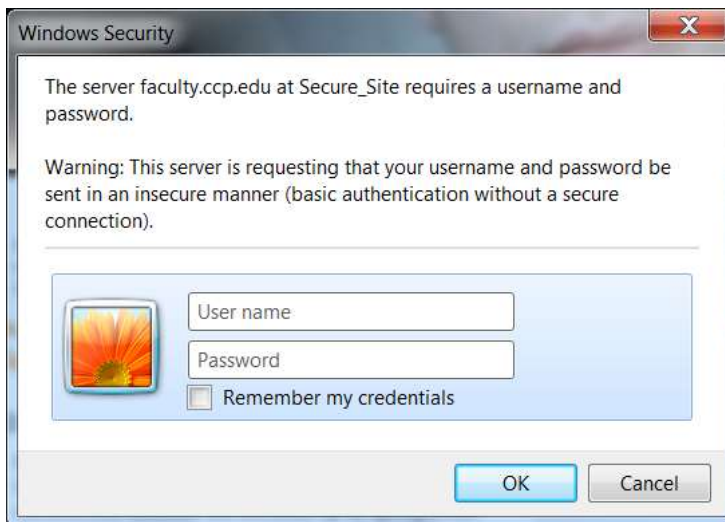 Windows Security
The server faculty.ccp.edu at Secure_Site requires a username and
password.
Warning: This server is requesting that your username and password be
sent in an insecure manner (basic authentication without a secure
connection).
User name
Password
Remember my credentials
OK Cancel